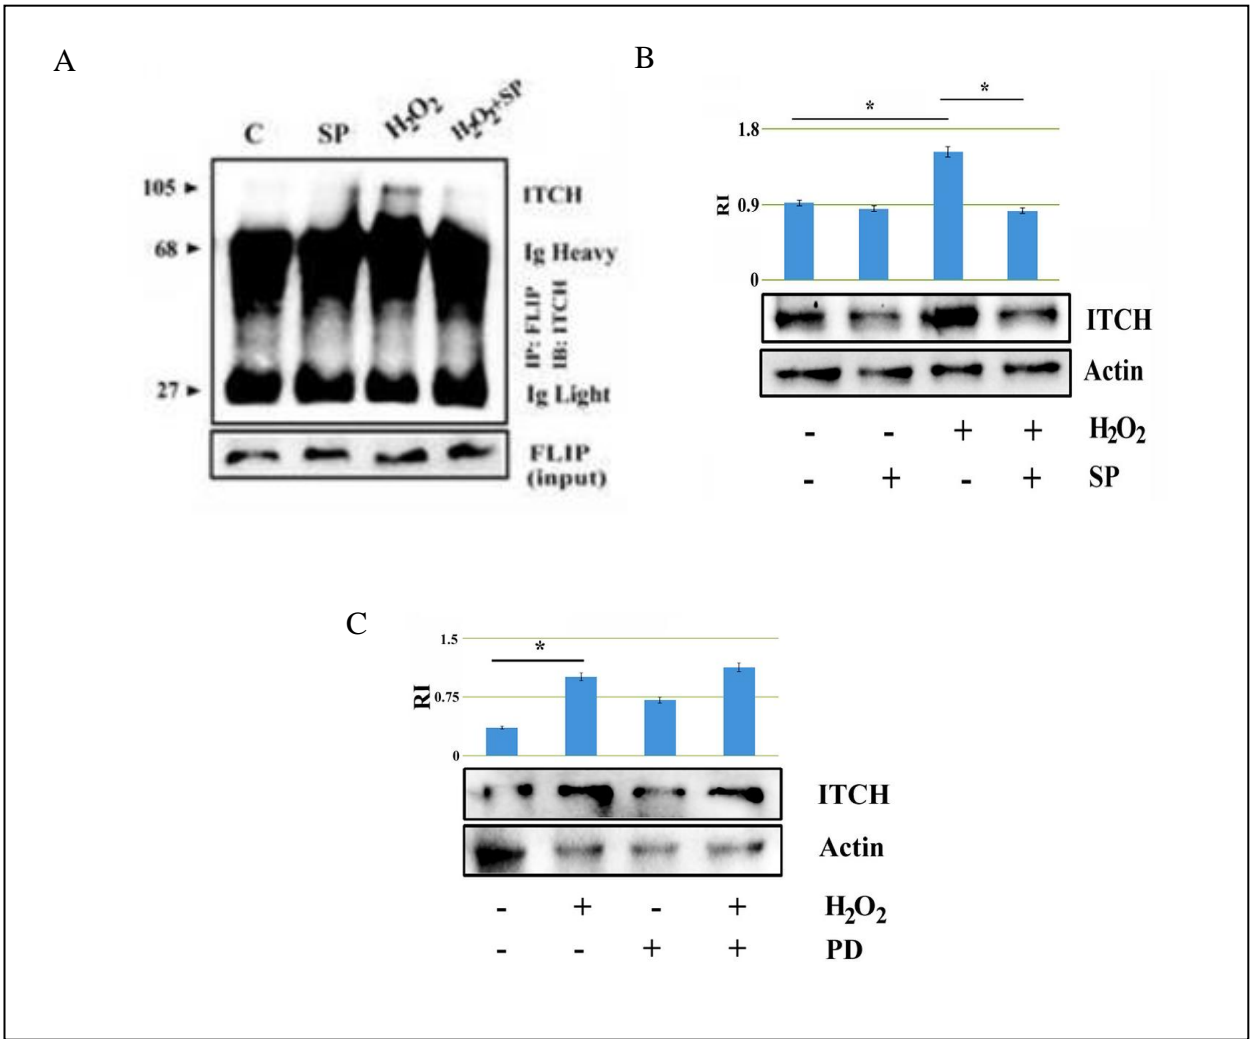 A
C SP H₂O₂ H₂O₂+SP
105
ITCH
68
Ig Heavy
IP: FLIP
IB: ITCH
27
Ig Light
FLIP
(input)
B
*
*
1.8
RI
0.9
0
ITCH
Actin
- - + + H₂O₂
- + - + SP
C
1.5
*
RI
0.75
0
ITCH
Actin
- + - + H₂O₂
- - + + PD